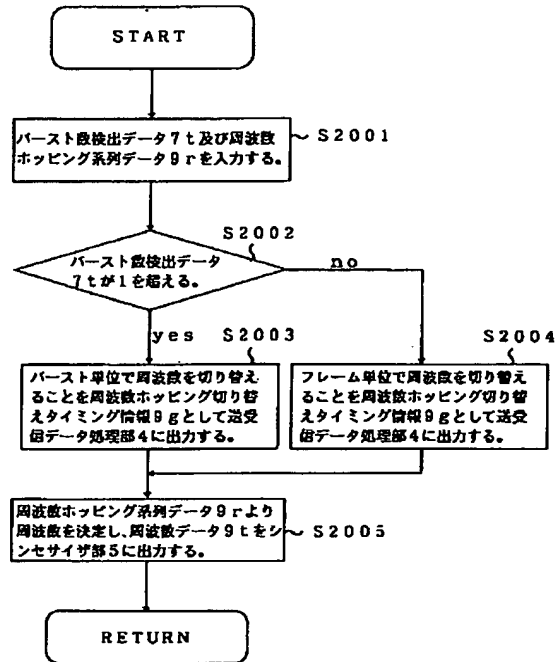 START
バースト数検出データ7t及び周波数
ホッピング系列データ9rを入力する。
S2001
S2002
バースト数検出データ
7tが1を超える。
no
yes
S2003
S2004
バースト単位で周波数を切り替え
ることを周波数ホッピング切り替
えタイミング情報9gとして送受
信データ処理部4に出力する。
フレーム単位で周波数を切り替え
ることを周波数ホッピング切り替
えタイミング情報9gとして送受
信データ処理部4に出力する。
周波数ホッピング系列データ9rより
周波数を決定し、周波数データ9tをシ
ンセサイザ部5に出力する。
S2005
RETURN